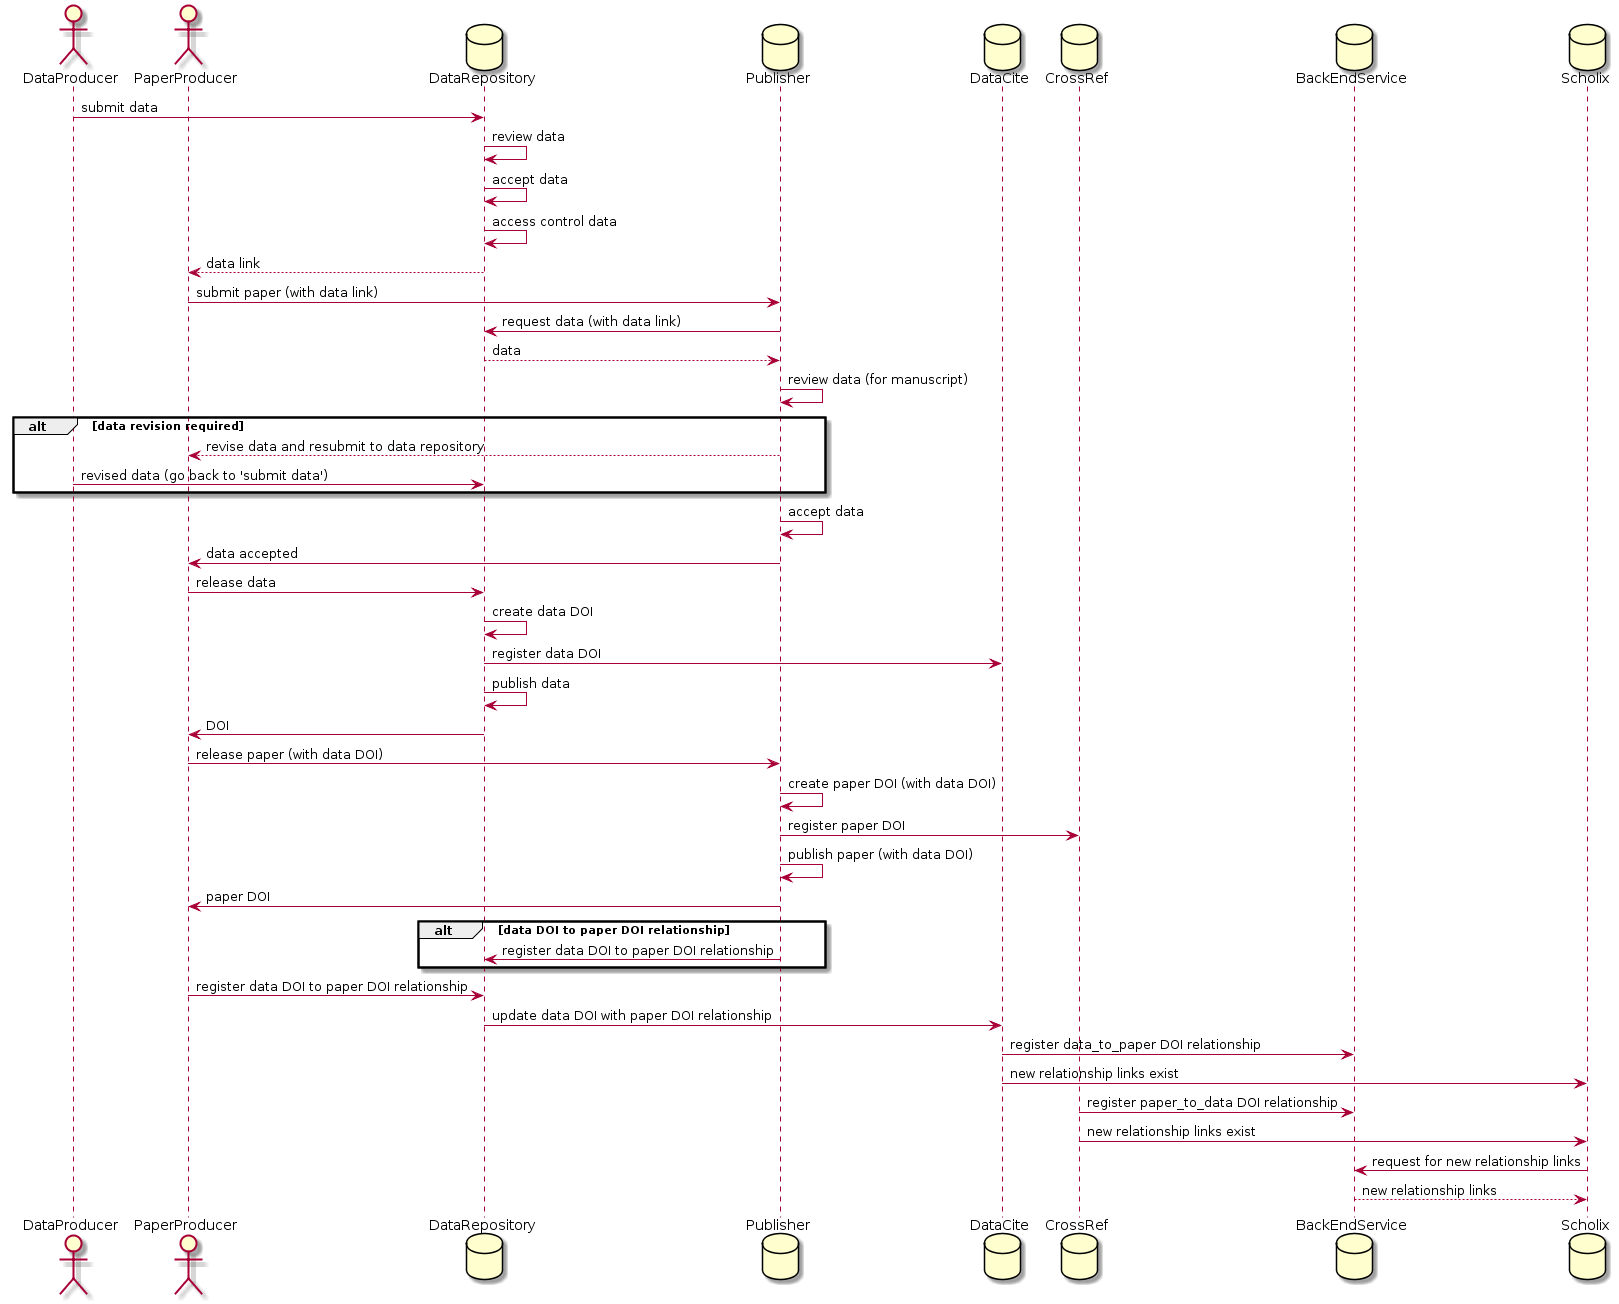 DataProducer PaperProducer DataRepository Publisher DataCite CrossRef BackEndService Scholix
submit data
review data
accept data
access control data
data link
submit paper (with data link)
request data (with data link)
data
review data (for manuscript)
alt [data revision required]
revise data and resubmit to data repository
revised data (go back to 'submit data')
accept data
data accepted
release data
create data DOI
register data DOI
publish data
DOI
release paper (with data DOI)
create paper DOI (with data DOI)
register paper DOI
publish paper (with data DOI)
paper DOI
alt [data DOI to paper DOI relationship]
register data DOI to paper DOI relationship
register data DOI to paper DOI relationship
update data DOI with paper DOI relationship
register data_to_paper DOI relationship
new relationship links exist
register paper_to_data DOI relationship
new relationship links exist
request for new relationship links
new relationship links
DataProducer PaperProducer DataRepository Publisher DataCite CrossRef BackEndService Scholix